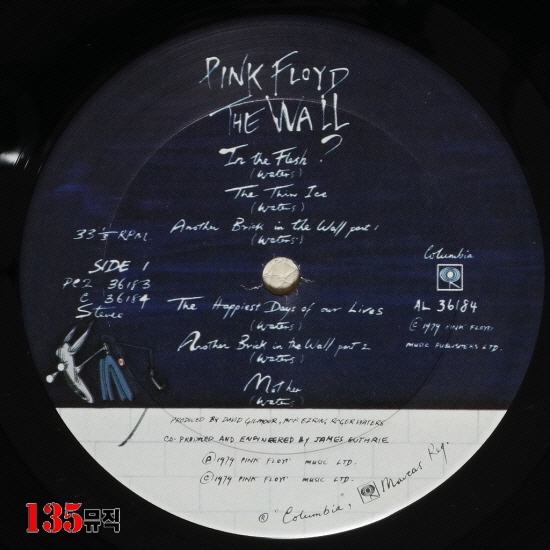 PINK FLOYD
THE WALL
In the Flesh ?
(Waters)
The Thin Ice
(Waters)
Another Brick in the Wall part 1
(Waters)
33 1/3 RPM
SIDE 1
PC2 36183
C 36184
Stereo
Columbia
AL 36184
© 1979 PINK FLOYD
MUSIC PUBLISHERS LTD.
The Happiest Days of our Lives
(Waters)
Another Brick in the Wall part 2
(Waters)
Mother
(Waters)
PRODUCED BY DAVID GILMOUR, BOB EZRIN, ROGER WATERS
CO-PRODUCED AND ENGINEERED BY JAMES GUTHRIE
Ⓟ 1979 PINK FLOYD MUSIC LTD.
© 1979 PINK FLOYD MUSIC LTD.
® "Columbia", Marcas Reg.
135뮤직